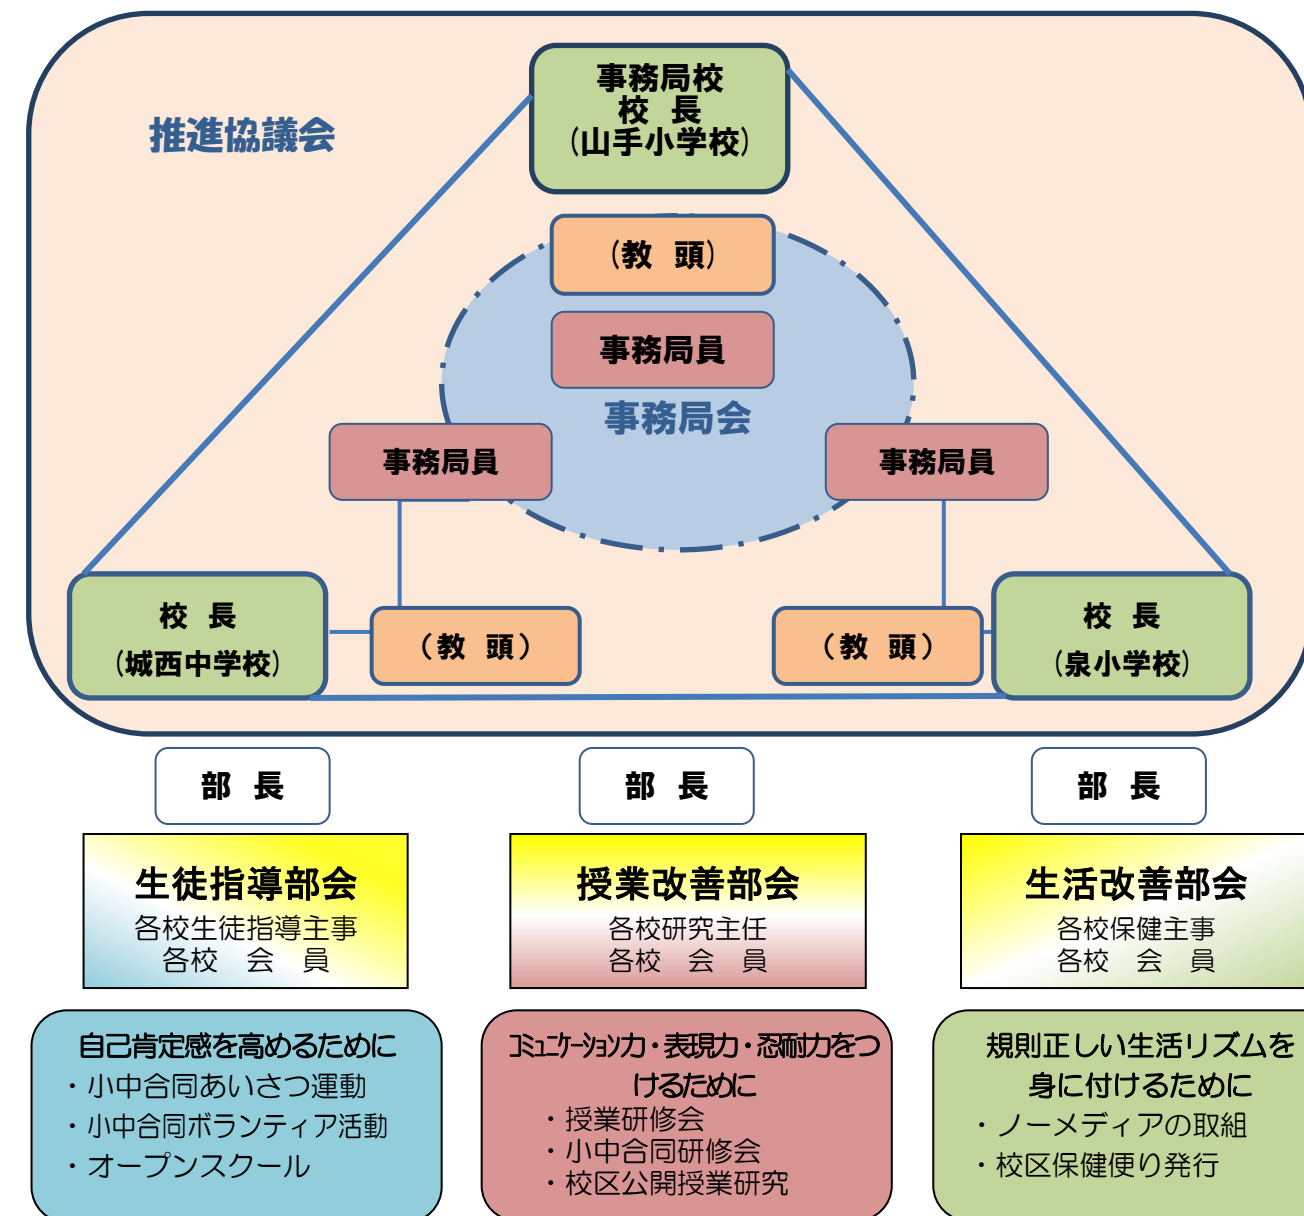 事務局校
校 長
(山手小学校)
推進協議会
(教 頭)
事務局員
事務局会
事務局員
事務局員
校 長
(城西中学校)
(教 頭)
(教 頭)
校 長
(泉小学校)
部 長
部 長
部 長
生徒指導部会
各校生徒指導主事
各校 会 員
授業改善部会
各校研究主任
各校 会 員
生活改善部会
各校保健主事
各校 会 員
自己肯定感を高めるために
・小中合同あいさつ運動
・小中合同ボランティア活動
・オープンスクール
コミュニケーション力・表現力・忍耐力をつ
けるために
・授業研修会
・小中合同研修会
・校区公開授業研究
規則正しい生活リズムを
身に付けるために
・ノーメディアの取組
・校区保健便り発行